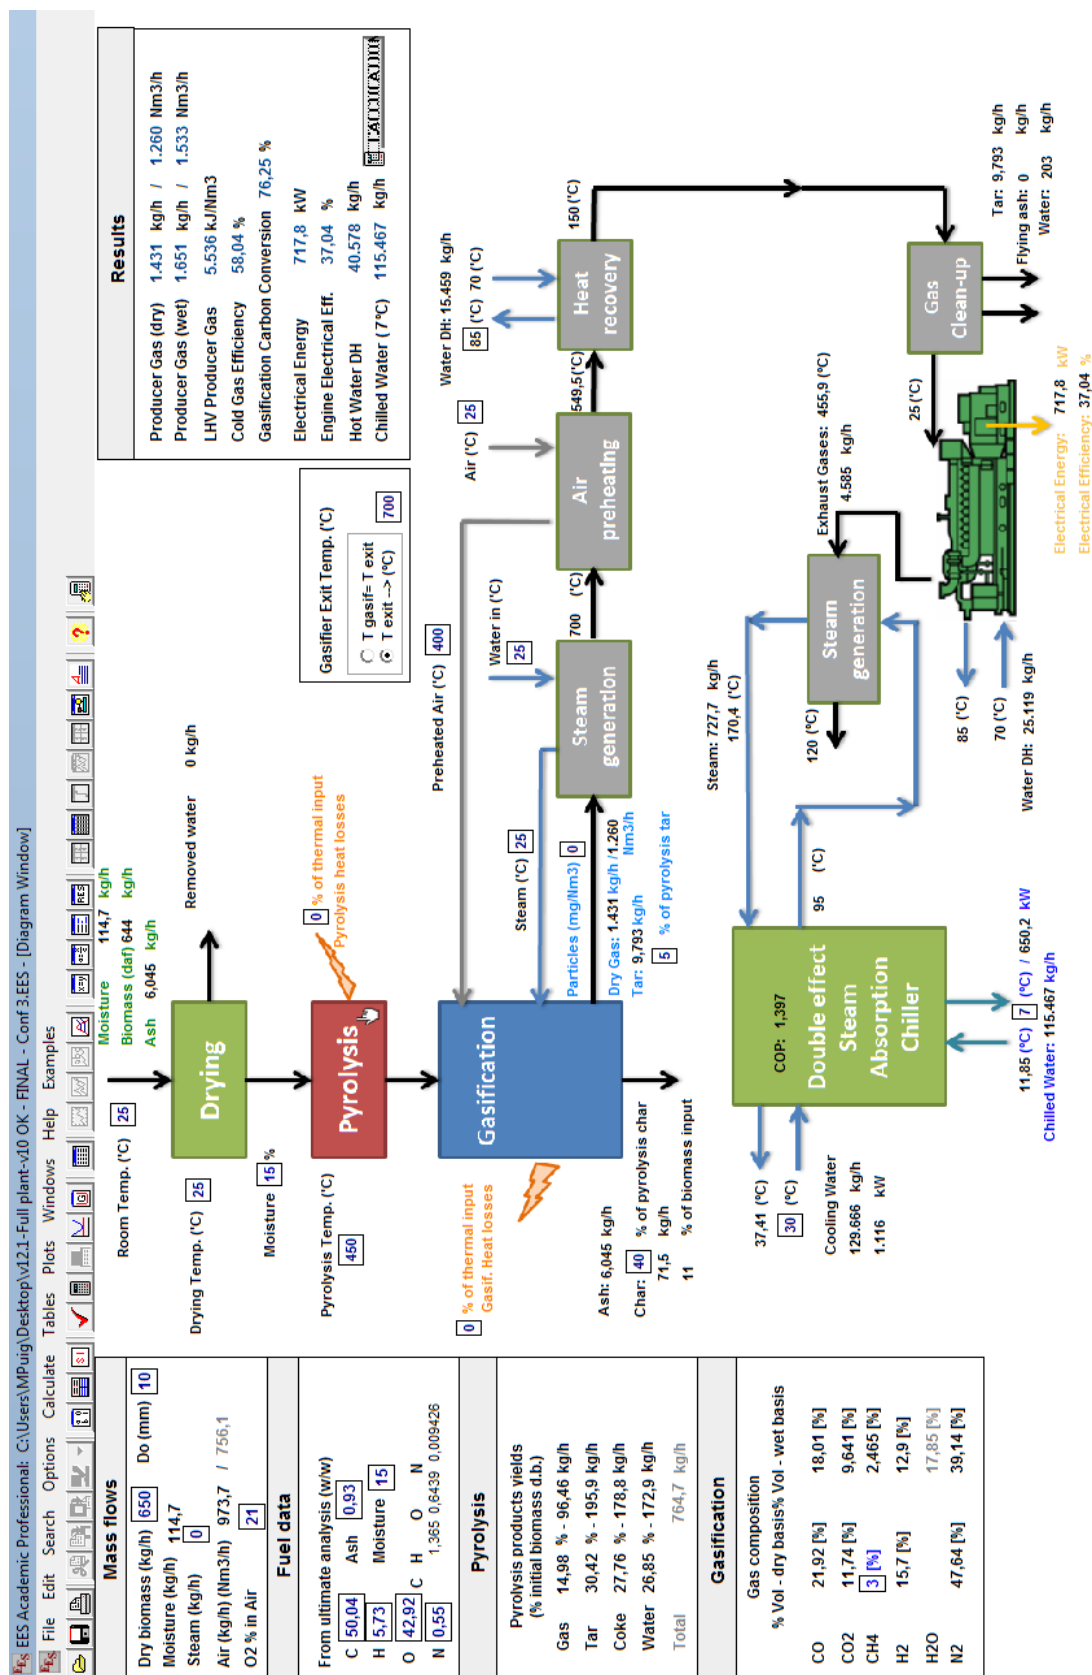 EES Academic Professional: C:\Users\MPuig\Desktop\v12.1-Full plant-v10 OK - FINAL - Conf 3.EES - [Diagram Window]
File Edit Search Options Calculate Tables Plots Windows Help Examples
Mass flows
Dry biomass (kg/h) 650 Do (mm) 10
Moisture (kg/h) 114,7
Steam (kg/h) 0
Air (kg/h) (Nm3/h) 973,7 / 756,1
O2 % in Air 21
Fuel data
From ultimate analysis (w/w)
C 50,04 Ash 0,93
H 5,73 Moisture 15
O 42,92 C H O N
N 0,55 1,365 0,6439 0,009426
Pyrolysis
Pyrolysis products yields
(% initial biomass d.b.)
Gas 14,98 % - 96,46 kg/h
Tar 30,42 % - 195,9 kg/h
Coke 27,76 % - 178,8 kg/h
Water 26,85 % - 172,9 kg/h
Total 764,7 kg/h
Gasification
Gas composition
% Vol - dry basis % Vol - wet basis
CO 21,92 [%] 18,01 [%]
CO2 11,74 [%] 9,641 [%]
CH4 3 [%] 2,465 [%]
H2 15,7 [%] 12,9 [%]
H2O 17,85 [%]
N2 47,64 [%] 39,14 [%]
Room Temp. (°C) 25
Moisture 114,7 kg/h
Biomass (daf) 644 kg/h
Ash 6,045 kg/h
Drying Temp. (°C) 25
Drying
Removed water 0 kg/h
Moisture 15 %
Pyrolysis Temp. (°C)
450
Pyrolysis
0 % of thermal input
Pyrolysis heat losses
0 % of thermal input
Gasif. Heat losses
Gasification
Ash: 6,045 kg/h
Char: 40 % of pyrolysis char
71,5 kg/h
11 % of biomass input
Gasifier Exit Temp. (°C)
T gasif= T exit
T exit --> (°C) 700
Preheated Air (°C) 400
Steam (°C) 25
Particles (mg/Nm3) 0
Dry Gas: 1.431 kg/h / 1.260
Nm3/h
Tar: 9,793 kg/h
5 % of pyrolysis tar
Water in (°C)
25
Steam generation
700 (°C)
Air (°C) 25
Air preheating
549,5 (°C)
Water DH: 15.459 kg/h
85 (°C) 70 (°C)
Heat recovery
150 (°C)
Results
Producer Gas (dry) 1.431 kg/h / 1.260 Nm3/h
Producer Gas (wet) 1.651 kg/h / 1.533 Nm3/h
LHV Producer Gas 5.536 kJ/Nm3
Cold Gas Efficiency 58,04 %
Gasification Carbon Conversion 76,25 %
Electrical Energy 717,8 kW
Engine Electrical Eff. 37,04 %
Hot Water DH 40.578 kg/h
Chilled Water (7°C) 115.467 kg/h
Gas Clean-up
Tar: 9,793 kg/h
Flying ash: 0 kg/h
Water: 203 kg/h
25 (°C)
Exhaust Gases: 455,9 (°C)
4.585 kg/h
Electrical Energy: 717,8 kW
Electrical Efficiency: 37,04 %
Steam generation
120 (°C)
85 (°C)
70 (°C)
Water DH: 25.119 kg/h
Steam: 727,7 kg/h
170,4 (°C)
95 (°C)
COP: 1,397
Double effect
Steam
Absorption
Chiller
37,41 (°C)
30 (°C)
Cooling Water
129.666 kg/h
1.116 kW
11,85 (°C) 7 (°C) / 650,2 kW
Chilled Water: 115.467 kg/h